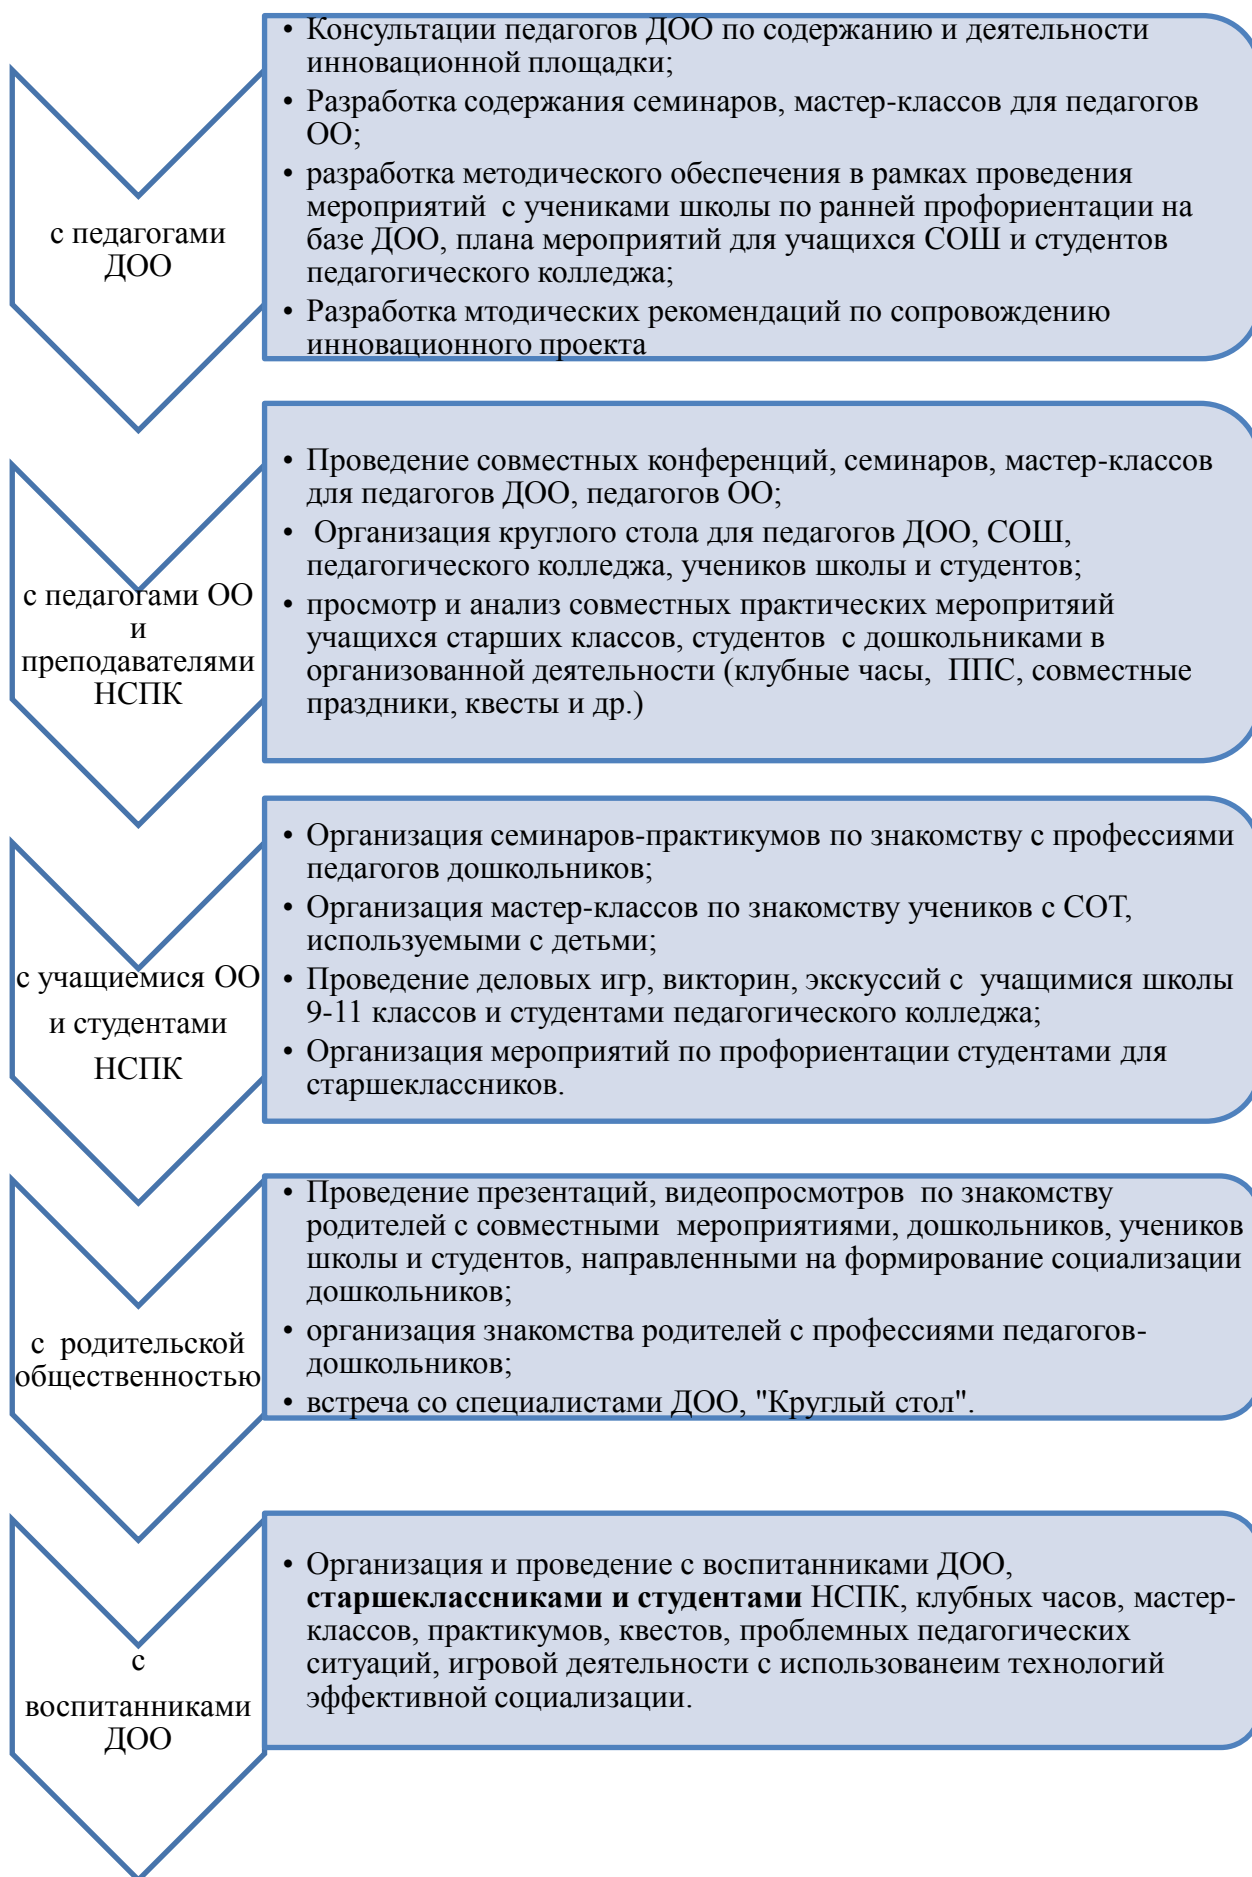 с педагогами
ДОО
• Консультации педагогов ДОО по содержанию и деятельности
инновационной площадки;
• Разработка содержания семинаров, мастер-классов для педагогов
ОО;
• разработка методического обеспечения в рамках проведения
мероприятий с учениками школы по ранней профориентации на
базе ДОО, плана мероприятий для учащихся СОШ и студентов
педагогического колледжа;
• Разработка мтодических рекомендаций по сопровождению
инновационного проекта
с педагогами ОО
и
преподавателями
НСПК
• Проведение совместных конференций, семинаров, мастер-классов
для педагогов ДОО, педагогов ОО;
• Организация круглого стола для педагогов ДОО, СОШ,
педагогического колледжа, учеников школы и студентов;
• просмотр и анализ совместных практических меропритяий
учащихся старших классов, студентов с дошкольниками в
организованной деятельности (клубные часы, ППС, совместные
праздники, квесты и др.)
с учащиемися ОО
и студентами
НСПК
• Организация семинаров-практикумов по знакомству с профессиями
педагогов дошкольников;
• Организация мастер-классов по знакомству учеников с СОТ,
используемыми с детьми;
• Проведение деловых игр, викторин, экскуссий с учащимися школы
9-11 классов и студентами педагогического колледжа;
• Организация мероприятий по профориентации студентами для
старшеклассников.
с родительской
общественностью
• Проведение презентаций, видеопросмотров по знакомству
родителей с совместными мероприятиями, дошкольников, учеников
школы и студентов, направленными на формирование социализации
дошкольников;
• организация знакомства родителей с профессиями педагогов-
дошкольников;
• встреча со специалистами ДОО, "Круглый стол".
с
воспитанниками
ДОО
• Организация и проведение с воспитанниками ДОО,
старшеклассниками и студентами НСПК, клубных часов, мастер-
классов, практикумов, квестов, проблемных педагогических
ситуаций, игровой деятельности с использованеим технологий
эффективной социализации.